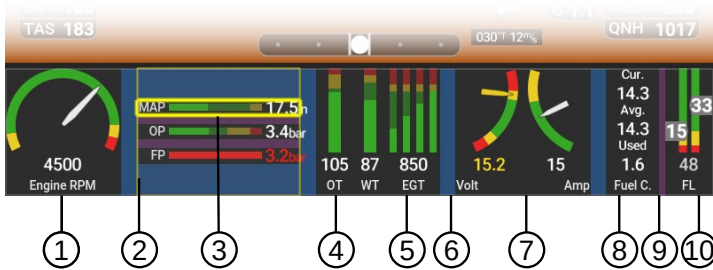 TAS 183
QNH 1017
030°T 12m/s
Cur.
14.3
Avg.
14.3
Used
1.6
Fuel C.
MAP 17.5
OP 3.4bar
FP 3.2bar
33
15
4500
Engine RPM
105 87 850
OT WT EGT
15.2 15
Volt Amp
48
FL
1 2 3 4 5 6 7 8 9 10